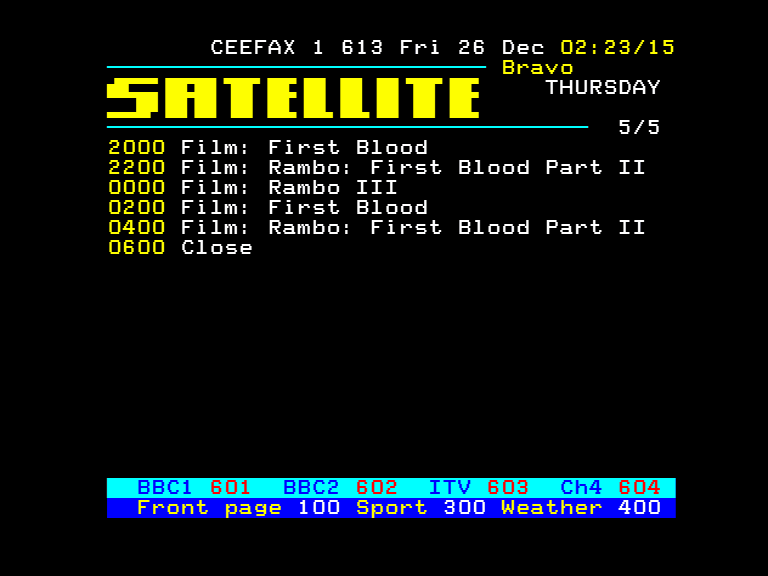 CEEFAX 1 613 Fri 26 Dec 02:23/15
Bravo
SATELLITE
THURSDAY
5/5
2000 Film: First Blood
2200 Film: Rambo: First Blood Part II
0000 Film: Rambo III
0200 Film: First Blood
0400 Film: Rambo: First Blood Part II
0600 Close
BBC1 601 BBC2 602 ITV 603 Ch4 604
Front page 100 Sport 300 Weather 400